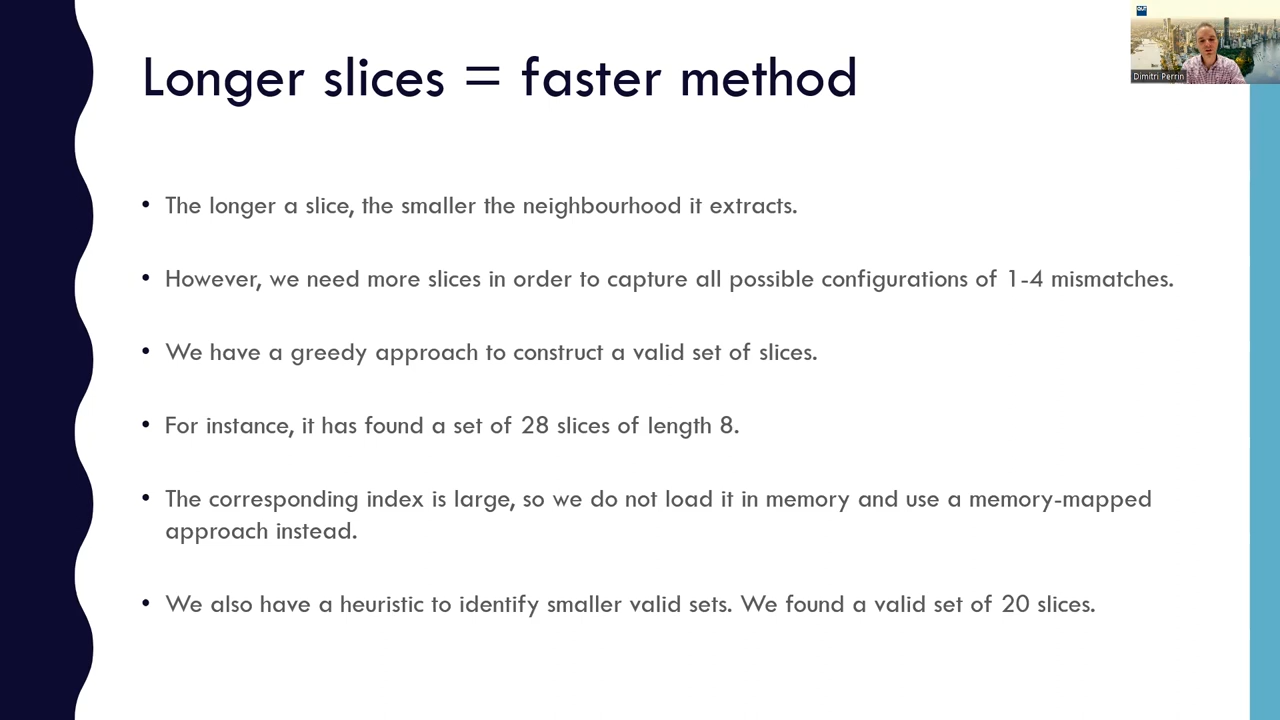 Longer slices = faster method
QUT
Dimitri Perrin
• The longer a slice, the smaller the neighbourhood it extracts.
• However, we need more slices in order to capture all possible configurations of 1-4 mismatches.
• We have a greedy approach to construct a valid set of slices.
• For instance, it has found a set of 28 slices of length 8.
• The corresponding index is large, so we do not load it in memory and use a memory-mapped
approach instead.
• We also have a heuristic to identify smaller valid sets. We found a valid set of 20 slices.